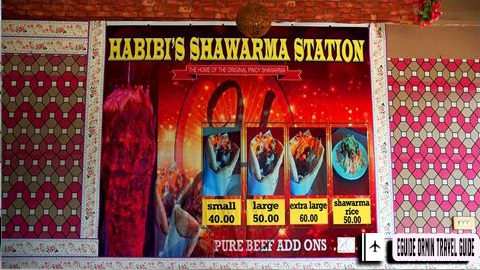 HABIBI'S SHAWARMA STATION
THE HOME OF THE ORIGINAL PINOY SHAWARMA
small
40.00
large
50.00
extra large
60.00
shawarma
rice
50.00
PURE BEEF ADD ONS
EGUIDE DRMN TRAVEL GUIDE